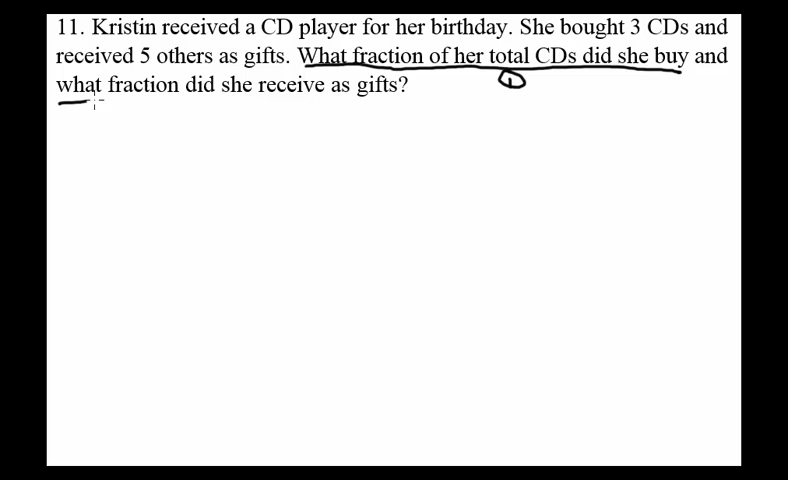 11. Kristin received a CD player for her birthday. She bought 3 CDs and
received 5 others as gifts. What fraction of her total CDs did she buy and
what fraction did she receive as gifts?
1